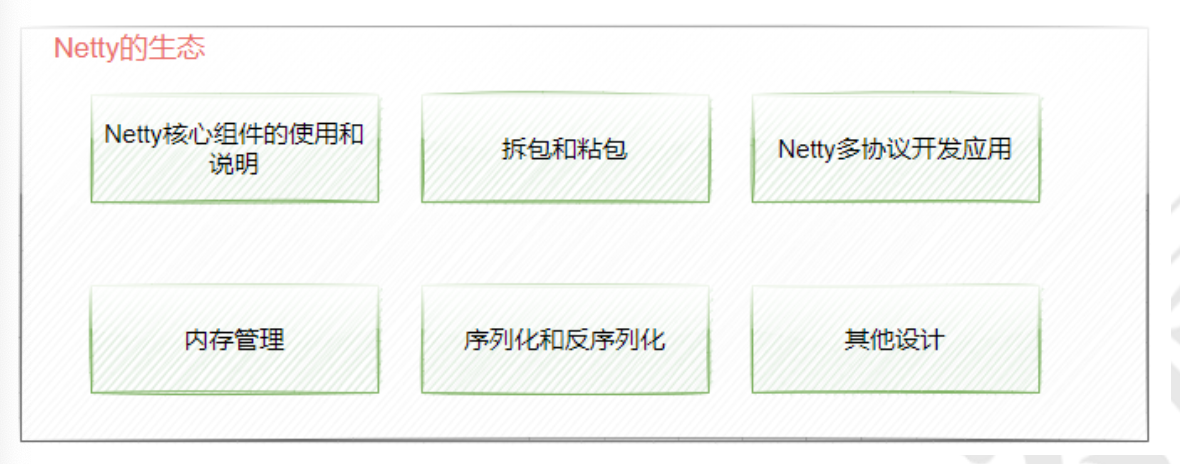 Netty的生态
Netty核心组件的使用和
说明
拆包和粘包
Netty多协议开发应用
内存管理
序列化和反序列化
其他设计